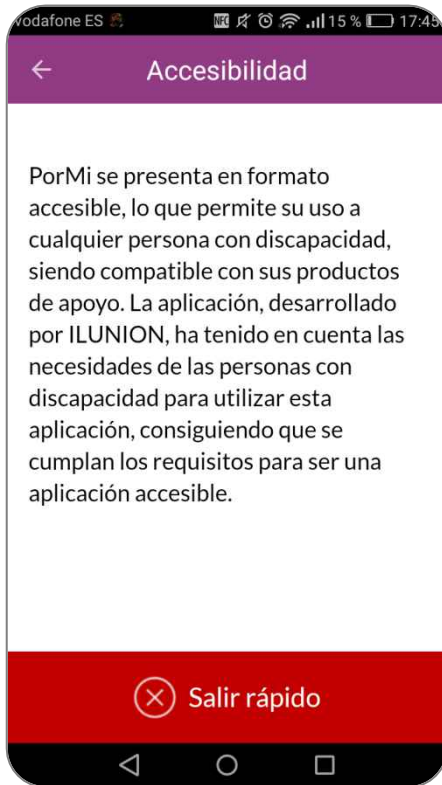 vodafone ES 15 % 17:45
Accesibilidad
PorMi se presenta en formato
accesible, lo que permite su uso a
cualquier persona con discapacidad,
siendo compatible con sus productos
de apoyo. La aplicación, desarrollado
por ILUNION, ha tenido en cuenta las
necesidades de las personas con
discapacidad para utilizar esta
aplicación, consiguiendo que se
cumplan los requisitos para ser una
aplicación accesible.
Salir rápido